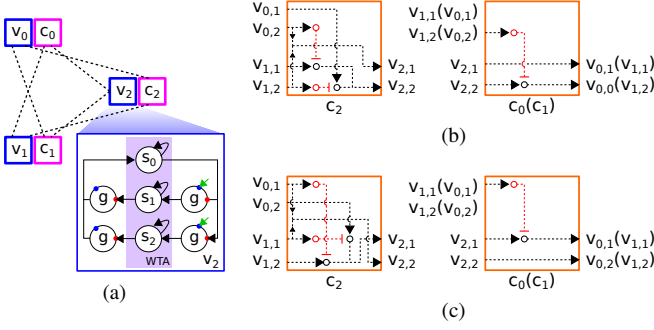 v0 c0
v2 c2
v1 c1
s0
g s1 g
g s2 g
WTA v2
(a)
v0,1
v0,2
v1,1
v1,2
v2,1
v2,2
c2
v1,1(v0,1)
v1,2(v0,2)
v2,1
v2,2
v0,1(v1,1)
v0,0(v1,2)
c0(c1)
(b)
v0,1
v0,2
v1,1
v1,2
v2,1
v2,2
c2
v1,1(v0,1)
v1,2(v0,2)
v2,1
v2,2
v0,1(v1,1)
v0,2(v1,2)
c0(c1)
(c)